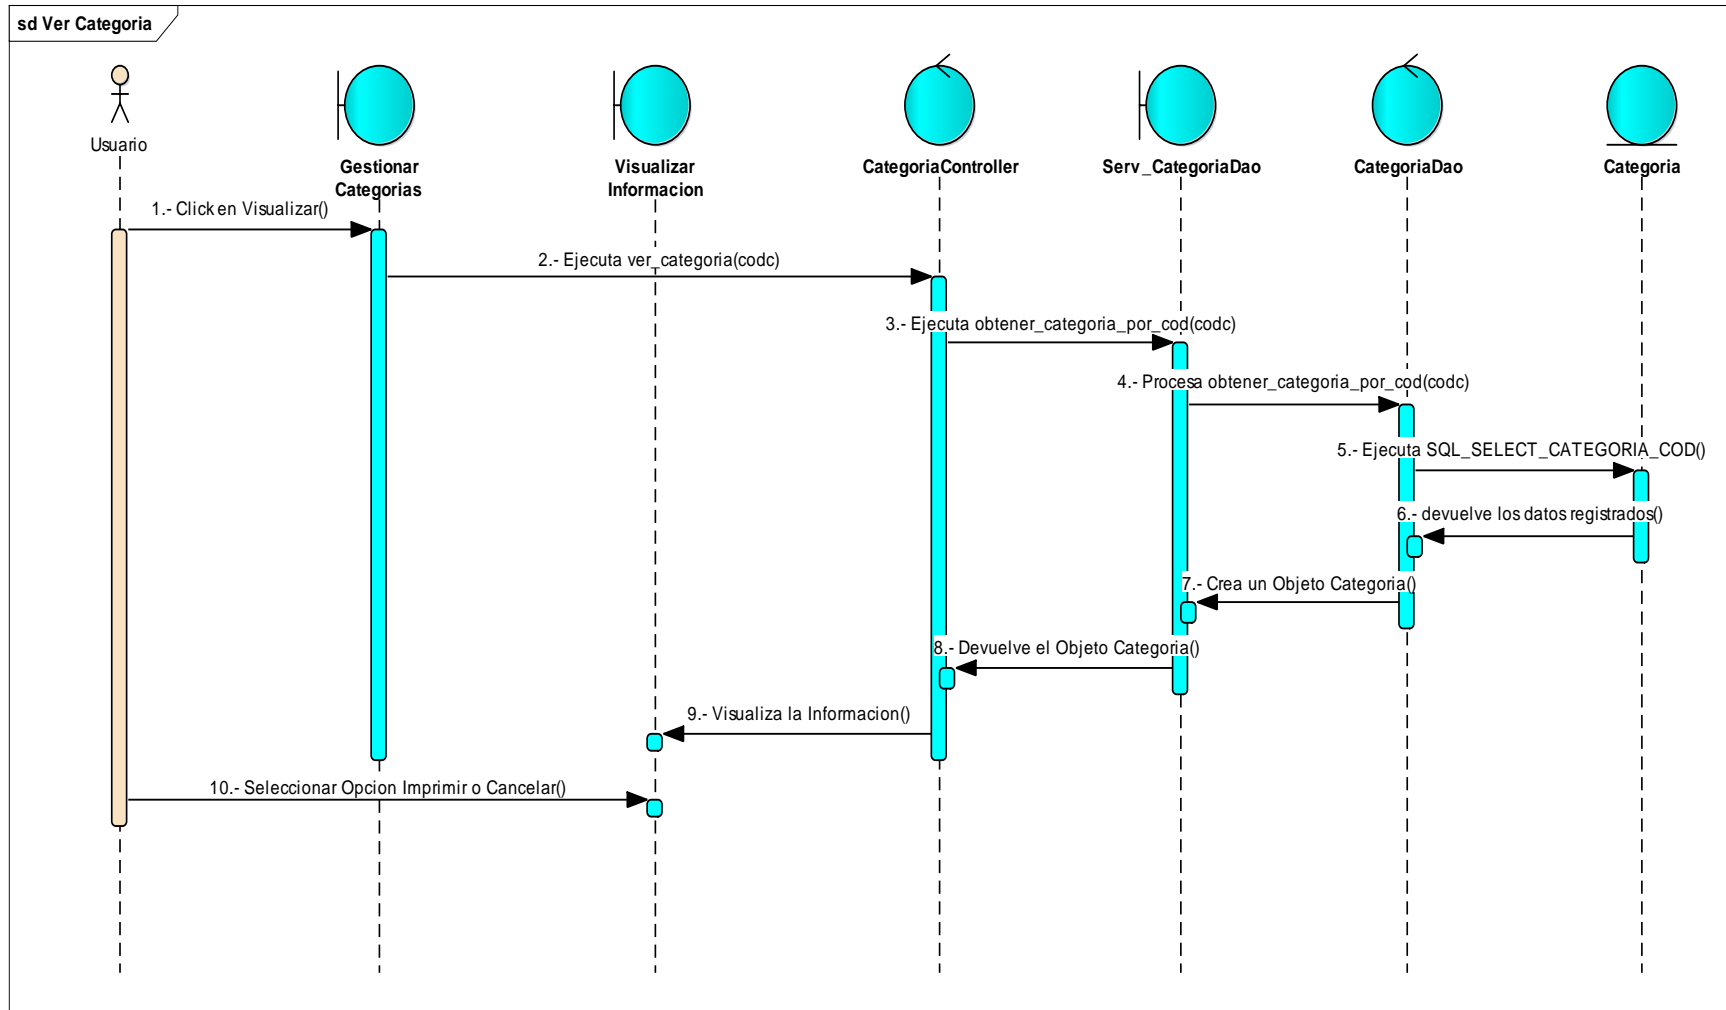 sd Ver Categoria
Usuario
Gestionar
Categorias
Visualizar
Informacion
CategoriaController
Serv_CategoriaDao
CategoriaDao
Categoria
1.- Click en Visualizar()
2.- Ejecuta ver_categoria(codc)
3.- Ejecuta obtener_categoria_por_cod(codc)
4.- Procesa obtener_categoria_por_cod(codc)
5.- Ejecuta SQL_SELECT_CATEGORIA_COD()
6.- devuelve los datos registrados()
7.- Crea un Objeto Categoria()
8.- Devuelve el Objeto Categoria()
9.- Visualiza la Informacion()
10.- Seleccionar Opcion Imprimir o Cancelar()